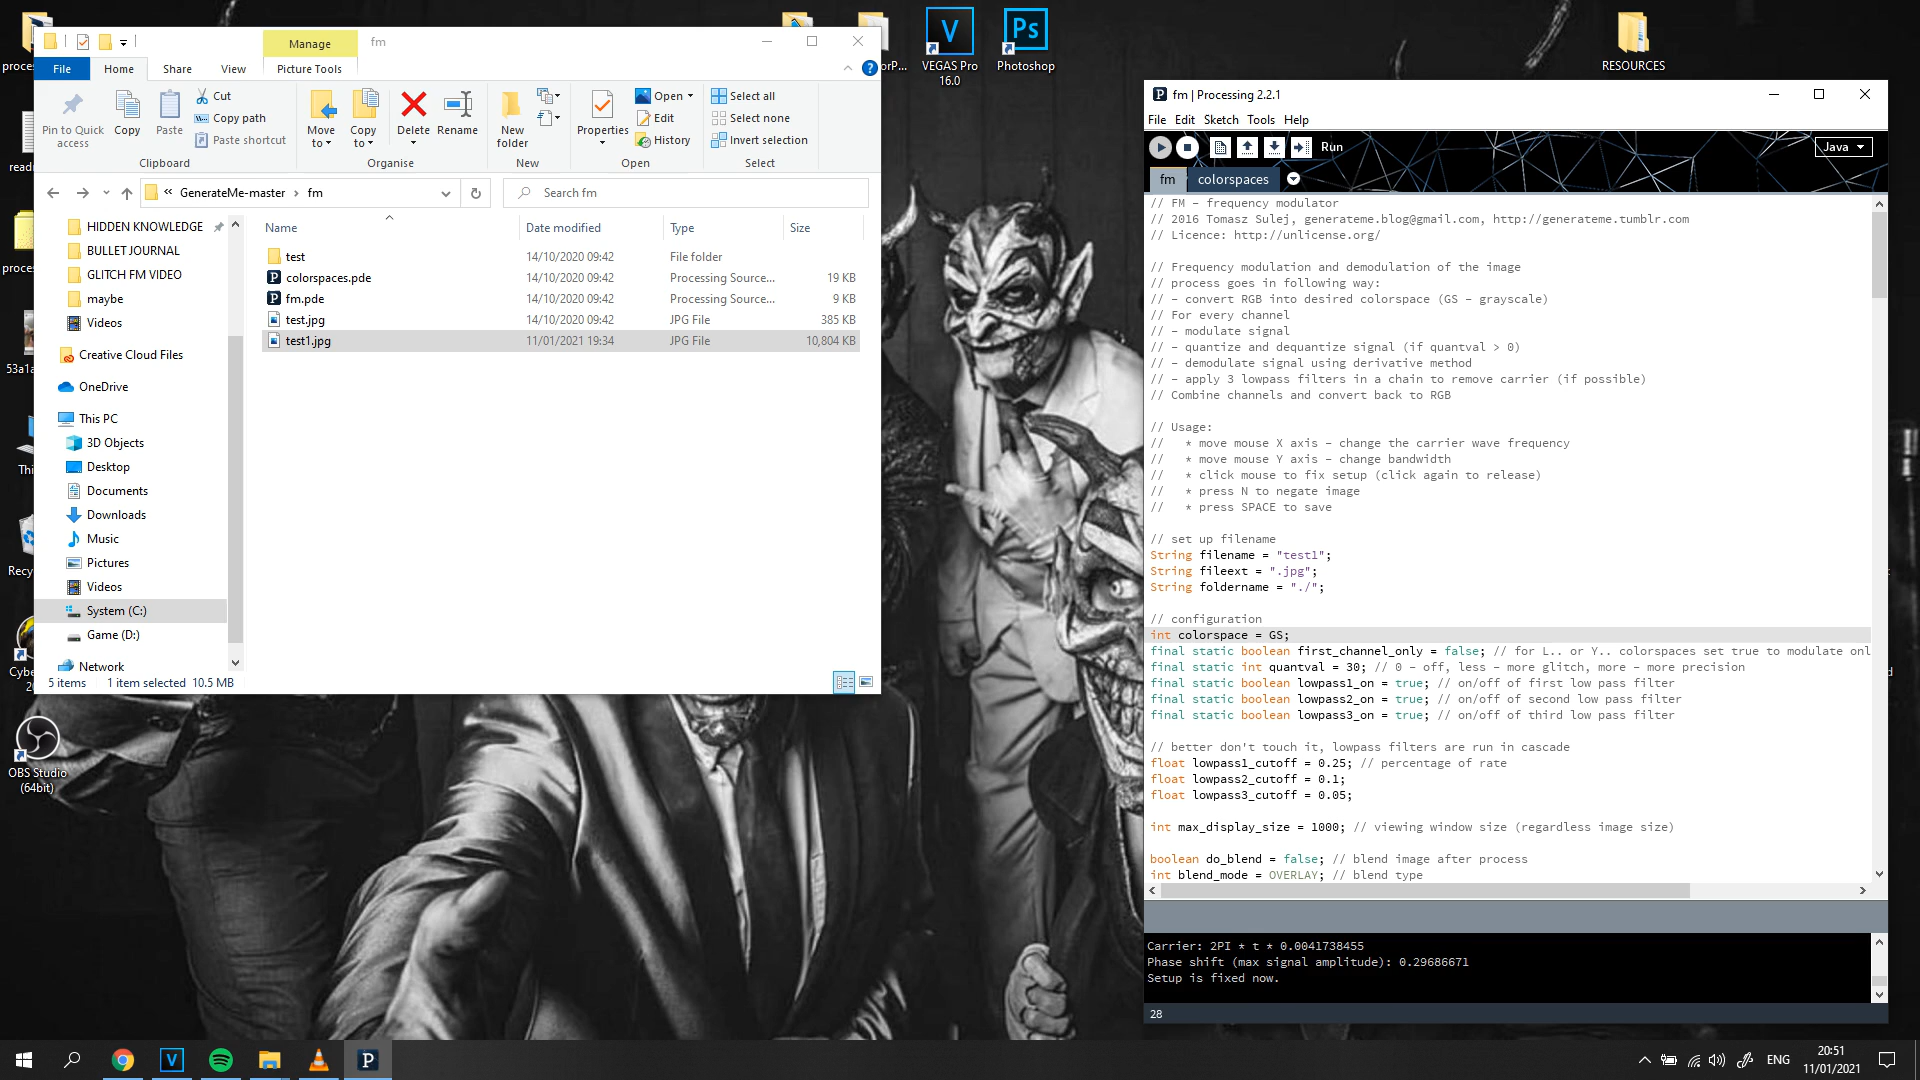 Manage
fm
File
Home
Share
View
Picture Tools
Pin to Quick access
Copy
Paste
Cut
Copy path
Paste shortcut
Clipboard
Move to
Copy to
Delete
Rename
Organise
New folder
New
Properties
Open
Edit
History
Open
Select all
Select none
Invert selection
Select
« GenerateMe-master › fm
Search fm
HIDDEN KNOWLEDGE
BULLET JOURNAL
GLITCH FM VIDEO
maybe
Videos
Creative Cloud Files
OneDrive
This PC
3D Objects
Desktop
Documents
Downloads
Music
Pictures
Videos
System (C:)
Game (D:)
Network
Name Date modified Type Size
test 14/10/2020 09:42 File folder
colorspaces.pde 14/10/2020 09:42 Processing Source... 19 KB
fm.pde 14/10/2020 09:42 Processing Source... 9 KB
test.jpg 14/10/2020 09:42 JPG File 385 KB
test1.jpg 11/01/2021 19:34 JPG File 10,804 KB
5 items 1 item selected 10.5 MB
VEGAS Pro
16.0
Ps
Photoshop
RESOURCES
OBS Studio
(64bit)
fm | Processing 2.2.1
File Edit Sketch Tools Help
Run
Java
fm colorspaces
// FM – frequency modulator
// 2016 Tomasz Sulej, generateme.blog@gmail.com, http://generateme.tumblr.com
// Licence: http://unlicense.org/
// Frequency modulation and demodulation of the image
// process goes in following way:
// – convert RGB into desired colorspace (GS – grayscale)
// For every channel
// – modulate signal
// – quantize and dequantize signal (if quantval > 0)
// – demodulate signal using derivative method
// – apply 3 lowpass filters in a chain to remove carrier (if possible)
// Combine channels and convert back to RGB
// Usage:
//   * move mouse X axis – change the carrier wave frequency
//   * move mouse Y axis – change bandwidth
//   * click mouse to fix setup (click again to release)
//   * press N to negate image
//   * press SPACE to save
// set up filename
String filename = "test1";
String fileext = ".jpg";
String foldername = "./";
// configuration
int colorspace = GS;
final static boolean first_channel_only = false; // for L.. or Y.. colorspaces set true to modulate onl
final static int quantval = 30; // 0 – off, less – more glitch, more – more precision
final static boolean lowpass1_on = true; // on/off of first low pass filter
final static boolean lowpass2_on = true; // on/off of second low pass filter
final static boolean lowpass3_on = true; // on/off of third low pass filter
// better don't touch it, lowpass filters are run in cascade
float lowpass1_cutoff = 0.25; // percentage of rate
float lowpass2_cutoff = 0.1;
float lowpass3_cutoff = 0.05;
int max_display_size = 1000; // viewing window size (regardless image size)
boolean do_blend = false; // blend image after process
int blend_mode = OVERLAY; // blend type
Carrier: 2PI * t * 0.0041738455
Phase shift (max signal amplitude): 0.29686671
Setup is fixed now.
28
ENG
20:51
11/01/2021